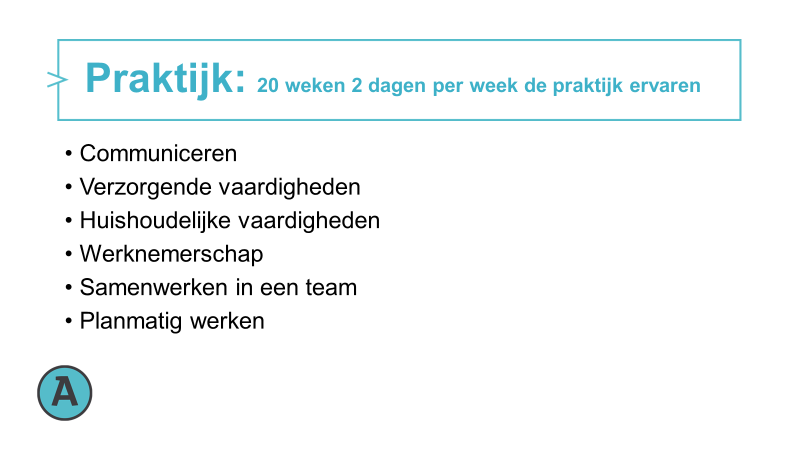 Praktijk: 20 weken 2 dagen per week de praktijk ervaren
• Communiceren
• Verzorgende vaardigheden
• Huishoudelijke vaardigheden
• Werknemerschap
• Samenwerken in een team
• Planmatig werken
A